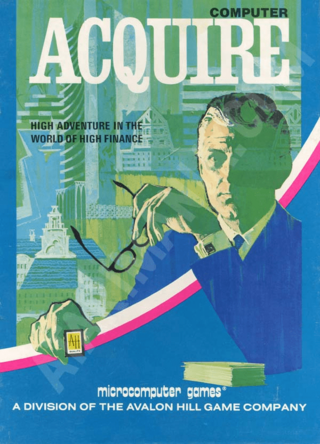 COMPUTER
ACQUIRE
HIGH ADVENTURE IN THE
WORLD OF HIGH FINANCE
AH
microcomputer games
A DIVISION OF THE AVALON HILL GAME COMPANY